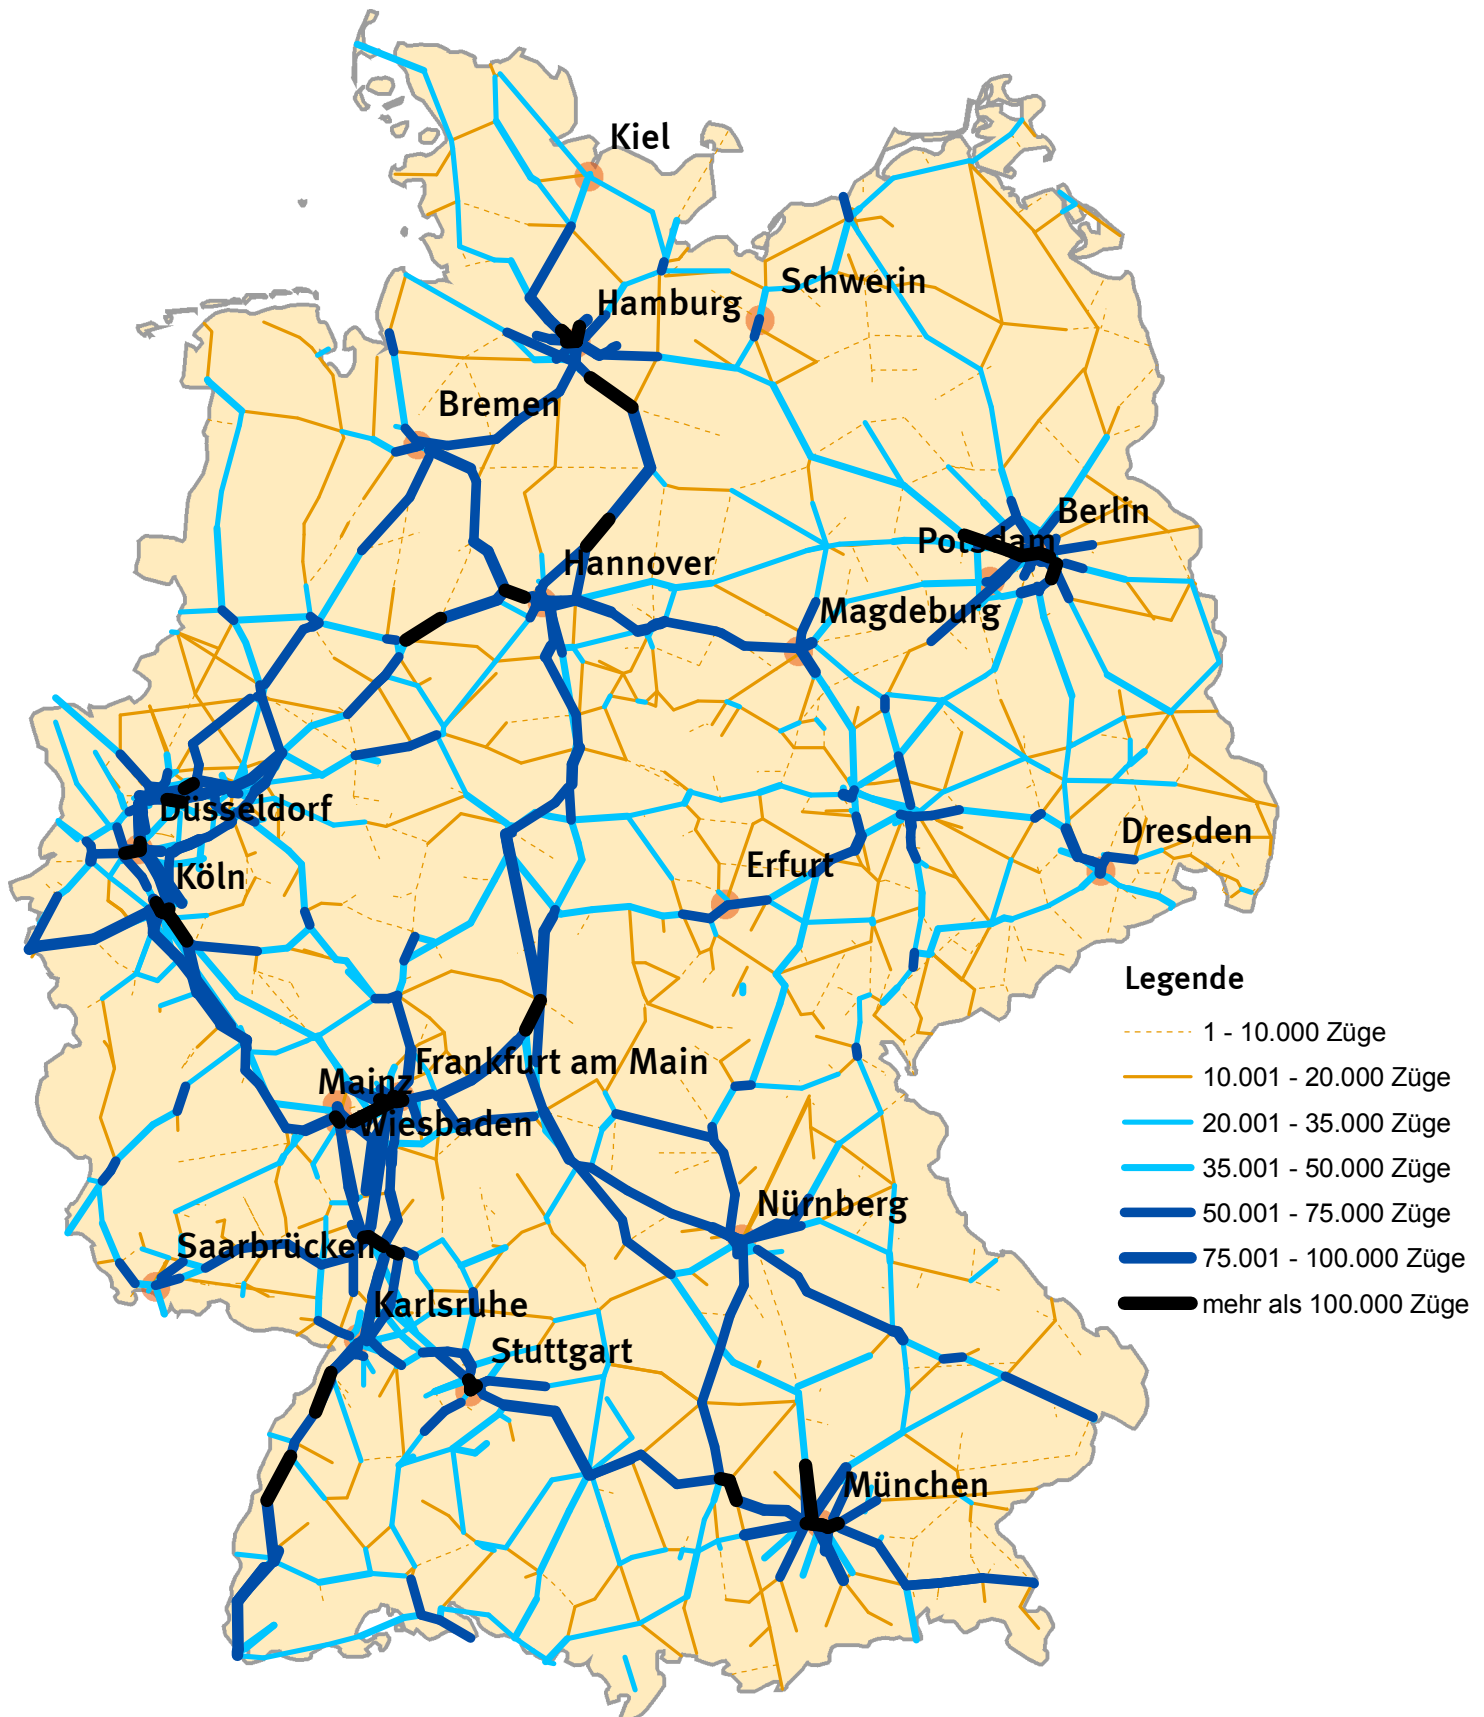 Kiel
Schwerin
Hamburg
Bremen
Berlin
Potsdam
Hannover
Magdeburg
Düsseldorf
Dresden
Erfurt
Köln
Legende
1 - 10.000 Züge
10.001 - 20.000 Züge
20.001 - 35.000 Züge
35.001 - 50.000 Züge
50.001 - 75.000 Züge
75.001 - 100.000 Züge
mehr als 100.000 Züge
Frankfurt am Main
Mainz
Wiesbaden
Nürnberg
Saarbrücken
Karlsruhe
Stuttgart
München